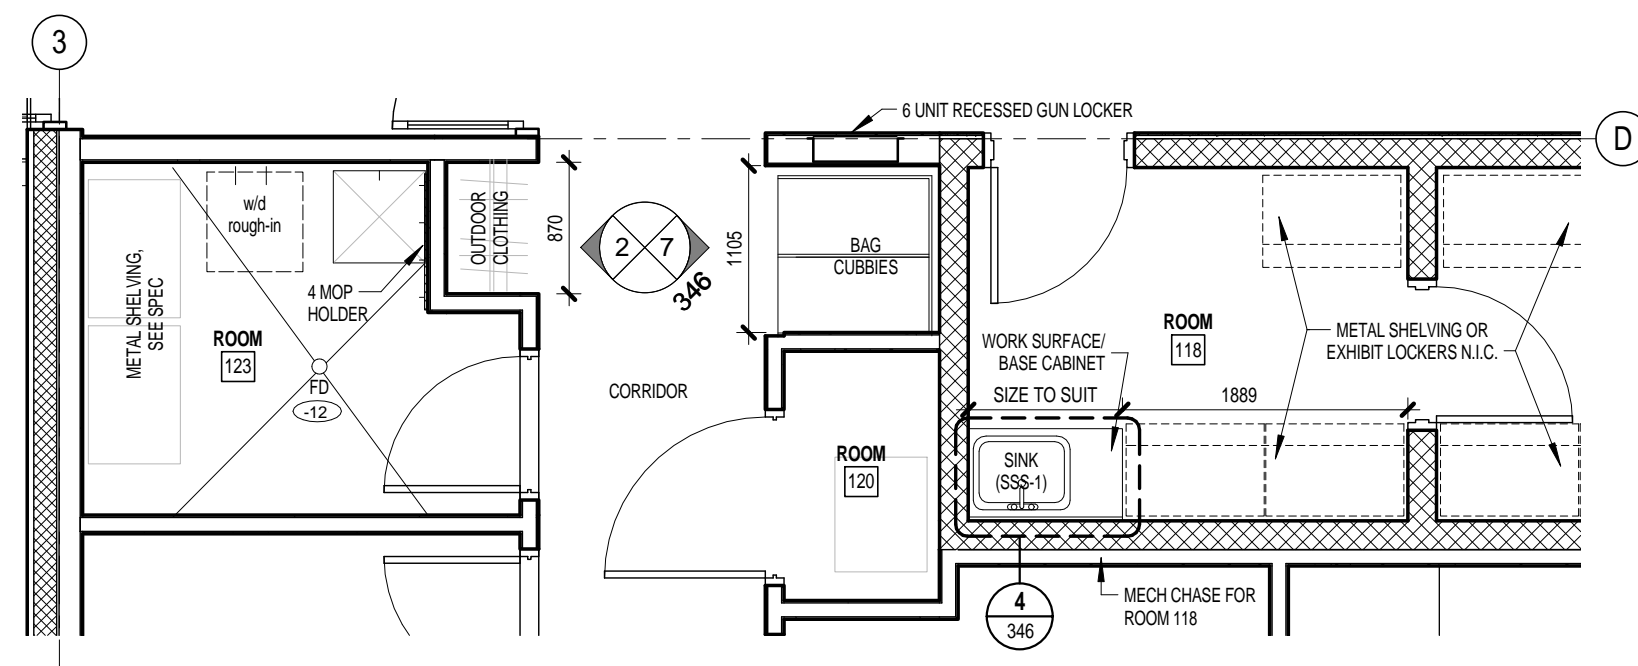 3
6 UNIT RECESSED GUN LOCKER
D
w/d
rough-in
OUTDOOR
CLOTHING
870
2
7
346
1105
BAG
CUBBIES
METAL SHELVING,
SEE SPEC
4 MOP
HOLDER
ROOM
123
FD
-12
CORRIDOR
ROOM
120
WORK SURFACE/
BASE CABINET
SIZE TO SUIT
ROOM
118
METAL SHELVING OR
EXHIBIT LOCKERS N.I.C.
1889
SINK
(SSS-1)
4
346
MECH CHASE FOR
ROOM 118